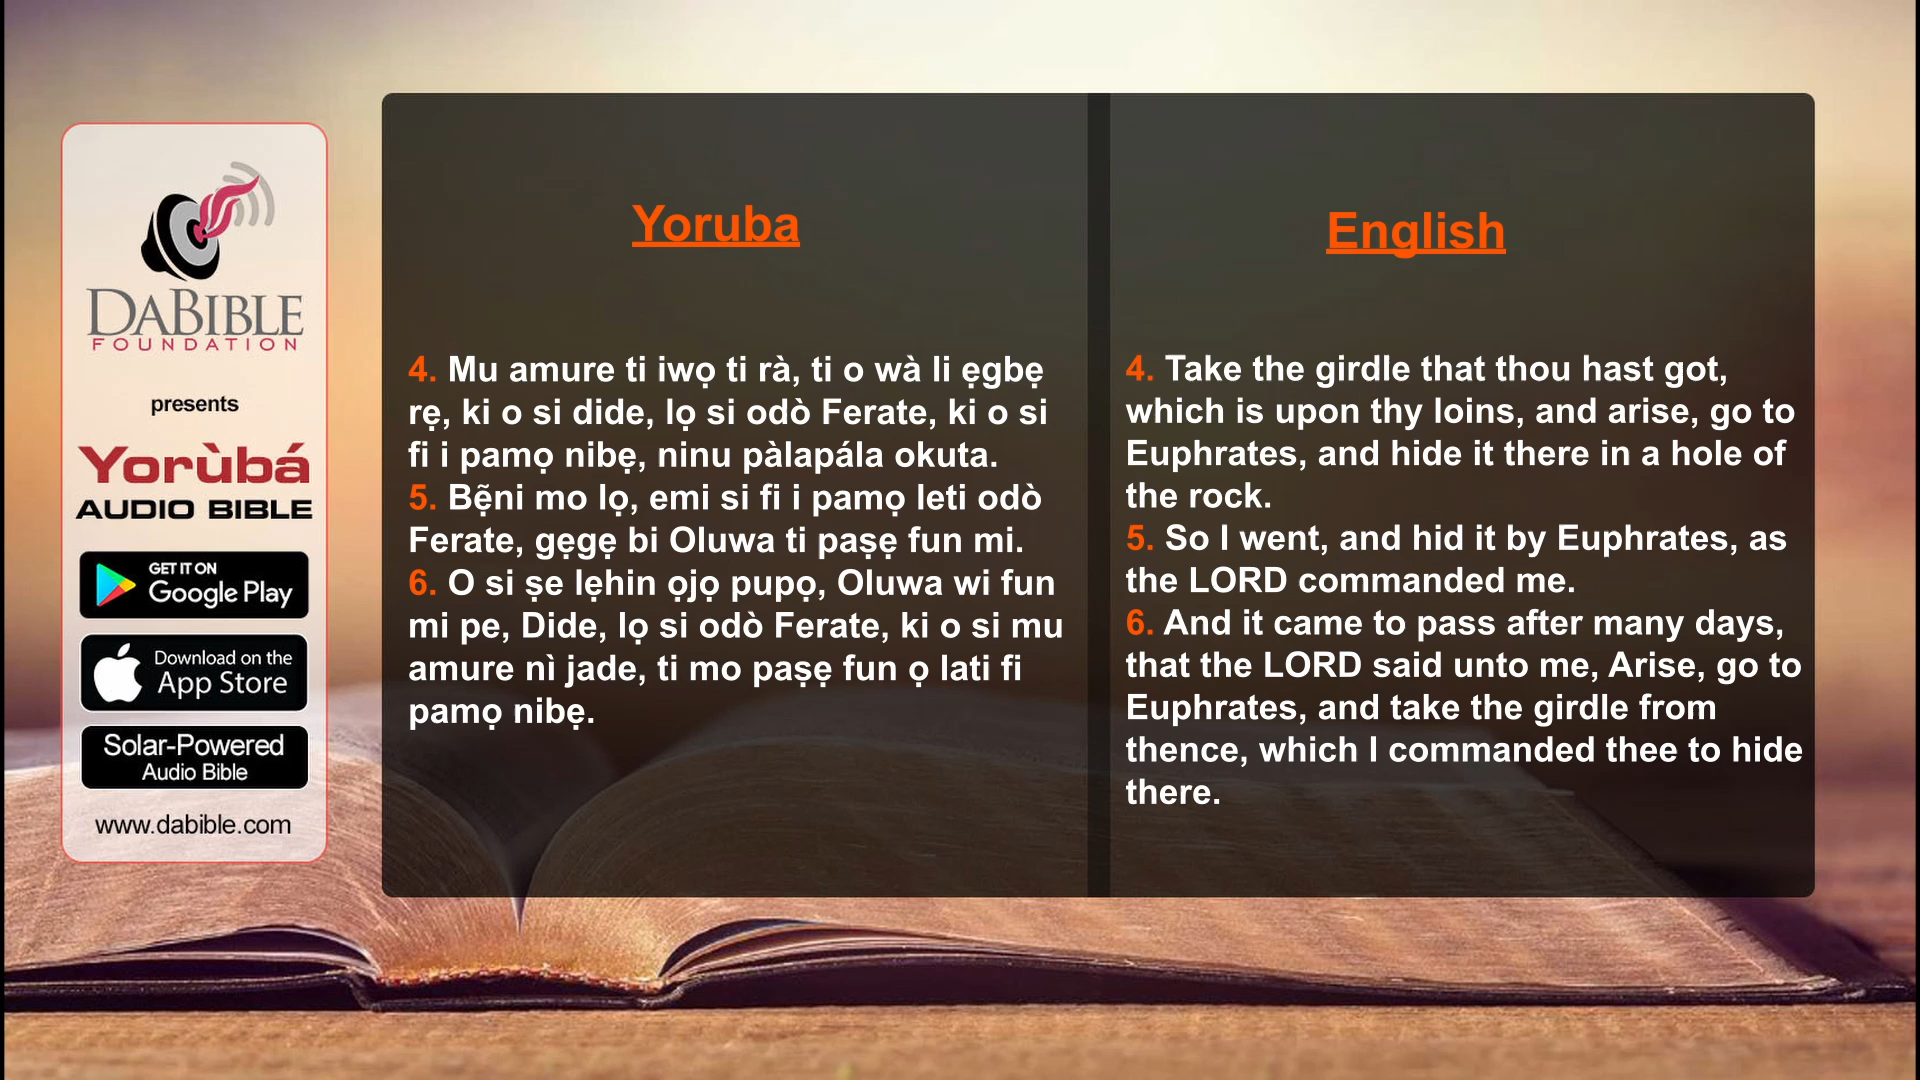 DABIBLE
FOUNDATION
presents
Yorùbá
AUDIO BIBLE
GET IT ON
Google Play
Download on the
App Store
Solar-Powered
Audio Bible
www.dabible.com
Yoruba
4. Mu amure ti iwọ ti rà, ti o wà li ẹgbẹ
rẹ, ki o si dide, lọ si odò Ferate, ki o si
fi i pamọ nibẹ, ninu pàlapála okuta.
5. Bẹ̃ni mo lọ, emi si fi i pamọ leti odò
Ferate, gẹgẹ bi Oluwa ti paṣẹ fun mi.
6. O si ṣe lẹhin ọjọ pupọ, Oluwa wi fun
mi pe, Dide, lọ si odò Ferate, ki o si mu
amure nì jade, ti mo paṣẹ fun ọ lati fi
pamọ nibẹ.
English
4. Take the girdle that thou hast got,
which is upon thy loins, and arise, go to
Euphrates, and hide it there in a hole of
the rock.
5. So I went, and hid it by Euphrates, as
the LORD commanded me.
6. And it came to pass after many days,
that the LORD said unto me, Arise, go to
Euphrates, and take the girdle from
thence, which I commanded thee to hide
there.